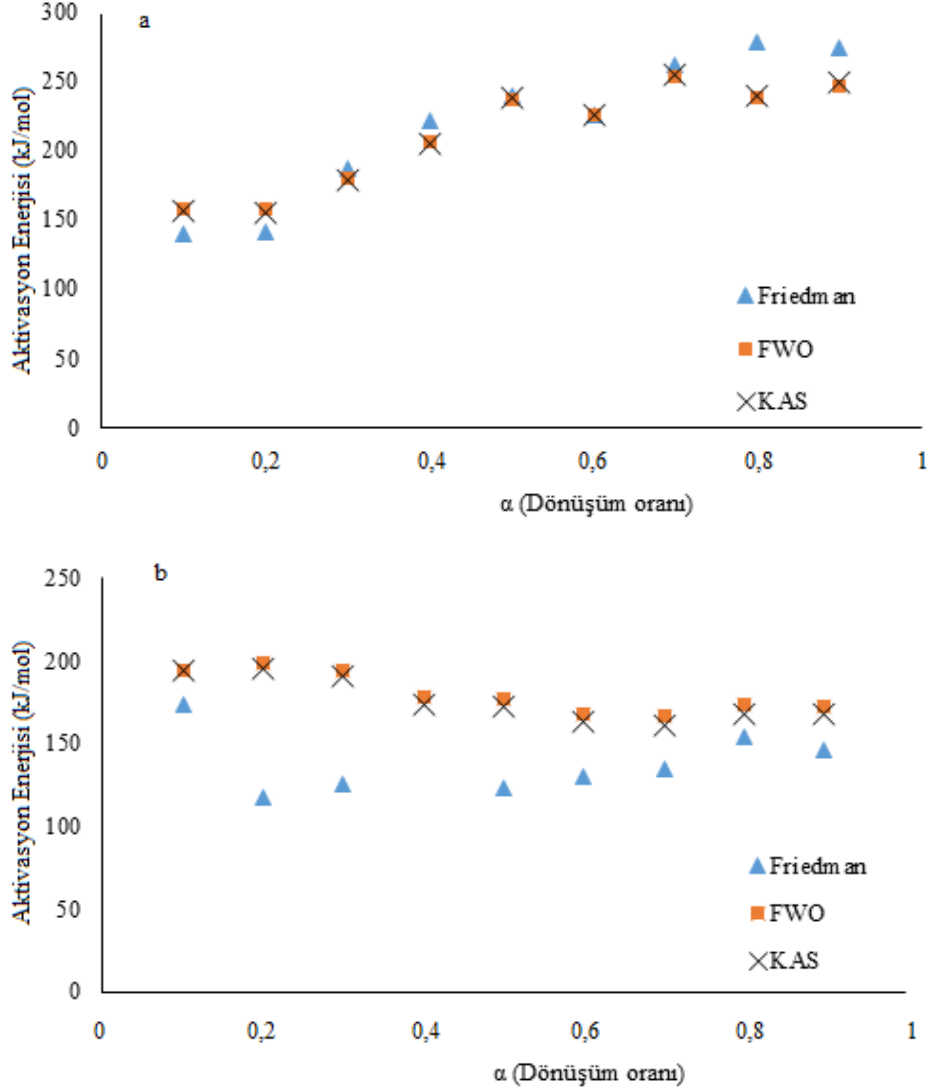 a
300
250
200
150
100
50
0
Aktivasyon Enerjisi (kJ/mol)
Friedman
FWO
KAS
0 0,2 0,4 0,6 0,8 1
α (Dönüşüm oranı)
b
250
200
150
100
50
0
Aktivasyon Enerjisi (kJ/mol)
Friedman
FWO
KAS
0 0,2 0,4 0,6 0,8 1
α (Dönüşüm oranı)